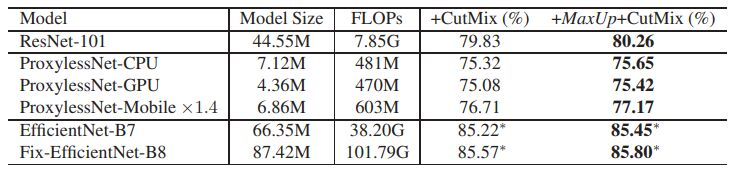 Model Model Size FLOPs +CutMix (%) +MaxUp+CutMix (%)
ResNet-101 44.55M 7.85G 79.83 80.26
ProxylessNet-CPU 7.12M 481M 75.32 75.65
ProxylessNet-GPU 4.36M 470M 75.08 75.42
ProxylessNet-Mobile ×1.4 6.86M 603M 76.71 77.17
EfficientNet-B7 66.35M 38.20G 85.22* 85.45*
Fix-EfficientNet-B8 87.42M 101.79G 85.57* 85.80*